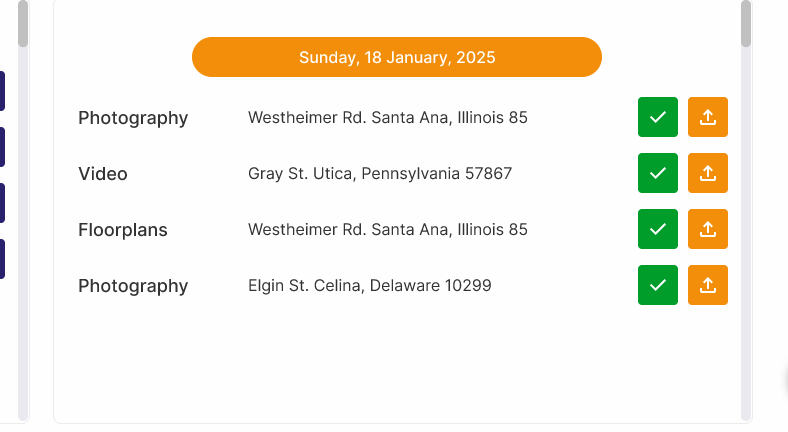 Sunday, 18 January, 2025
Photography Westheimer Rd. Santa Ana, Illinois 85
Video Gray St. Utica, Pennsylvania 57867
Floorplans Westheimer Rd. Santa Ana, Illinois 85
Photography Elgin St. Celina, Delaware 10299